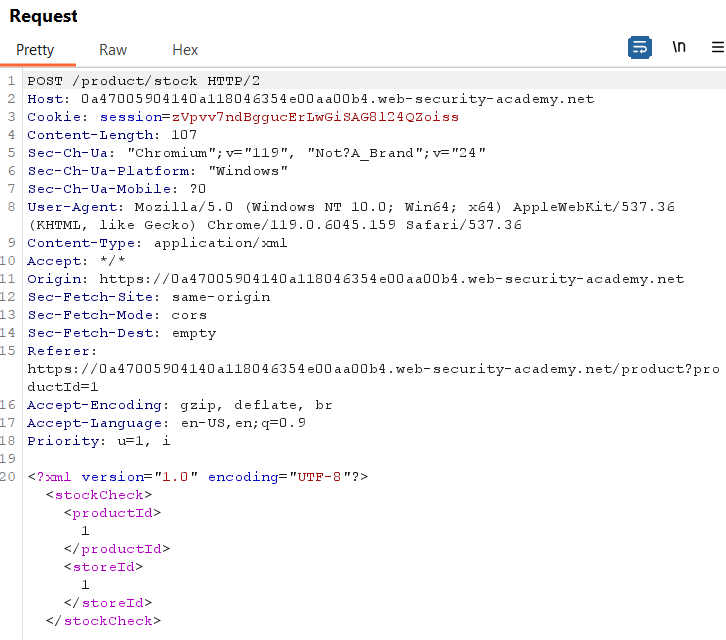 Request
Pretty Raw Hex
\n
1 POST /product/stock HTTP/2
2 Host: 0a47005904140a118046354e00aa00b4.web-security-academy.net
3 Cookie: session=zVpvv7ndBggucErLwGiSAG8l24QZoiss
4 Content-Length: 107
5 Sec-Ch-Ua: "Chromium";v="119", "Not?A_Brand";v="24"
6 Sec-Ch-Ua-Platform: "Windows"
7 Sec-Ch-Ua-Mobile: ?0
8 User-Agent: Mozilla/5.0 (Windows NT 10.0; Win64; x64) AppleWebKit/537.36
(KHTML, like Gecko) Chrome/119.0.6045.159 Safari/537.36
9 Content-Type: application/xml
10 Accept: */*
11 Origin: https://0a47005904140a118046354e00aa00b4.web-security-academy.net
12 Sec-Fetch-Site: same-origin
13 Sec-Fetch-Mode: cors
14 Sec-Fetch-Dest: empty
15 Referer:
https://0a47005904140a118046354e00aa00b4.web-security-academy.net/product?pro
ductId=1
16 Accept-Encoding: gzip, deflate, br
17 Accept-Language: en-US,en;q=0.9
18 Priority: u=1, i
19
20 <?xml version="1.0" encoding="UTF-8"?>
<stockCheck>
<productId>
1
</productId>
<storeId>
1
</storeId>
</stockCheck>